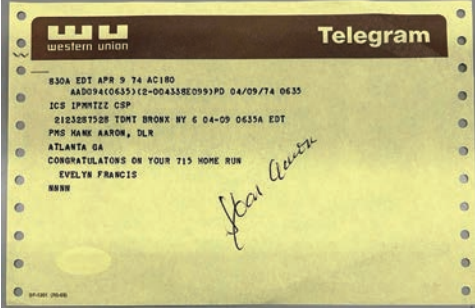 western union
Telegram
830A EDT APR 9 74 AC180
AAD094(0635)(2-004338E099)PD 04/09/74 0635
ICS IPMMTZZ CSP
2123287528 TDMT BRONX NY 6 04-09 0635A EDT
PMS HANK AARON, DLR
ATLANTA GA
CONGRATULATONS ON YOUR 715 HOME RUN
EVELYN FRANCIS
NNNN
Aaron